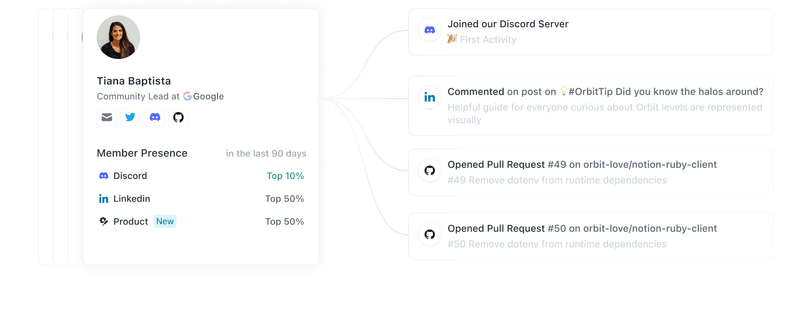 Tiana Baptista
Community Lead at Google
Member Presence in the last 90 days
Discord Top 10%
Linkedin Top 50%
Product New Top 50%
Joined our Discord Server
🎉 First Activity
Commented on post on 💡#OrbitTip Did you know the halos around?
Helpful guide for everyone curious about Orbit levels are represented
visually
Opened Pull Request #49 on orbit-love/notion-ruby-client
#49 Remove dotenv from runtime dependencies
Opened Pull Request #50 on orbit-love/notion-ruby-client
#50 Remove dotenv from runtime dependencies